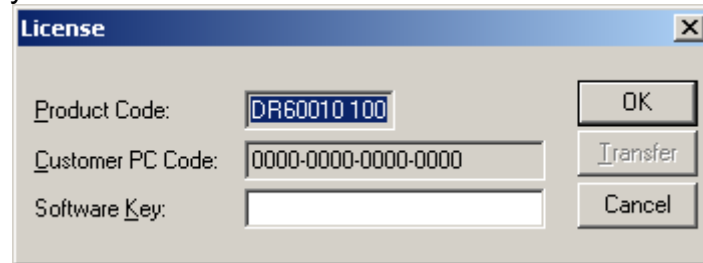 License
Product Code: DR60010 100 OK
Customer PC Code: 0000-0000-0000-0000 Transfer
Software Key: Cancel